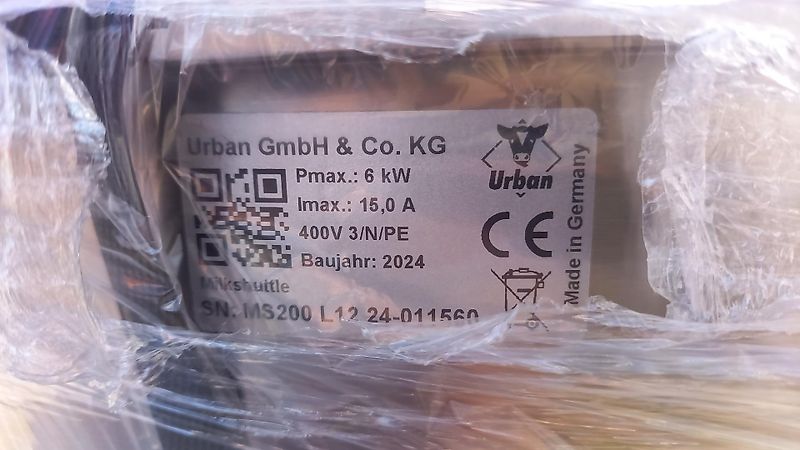 Urban GmbH & Co. KG
Pmax.: 6 kW
Imax.: 15,0 A
400V 3/N/PE
Baujahr: 2024
Milkshuttle
SN: MS200 L12 24-011560
Urban
CE
Made in Germany